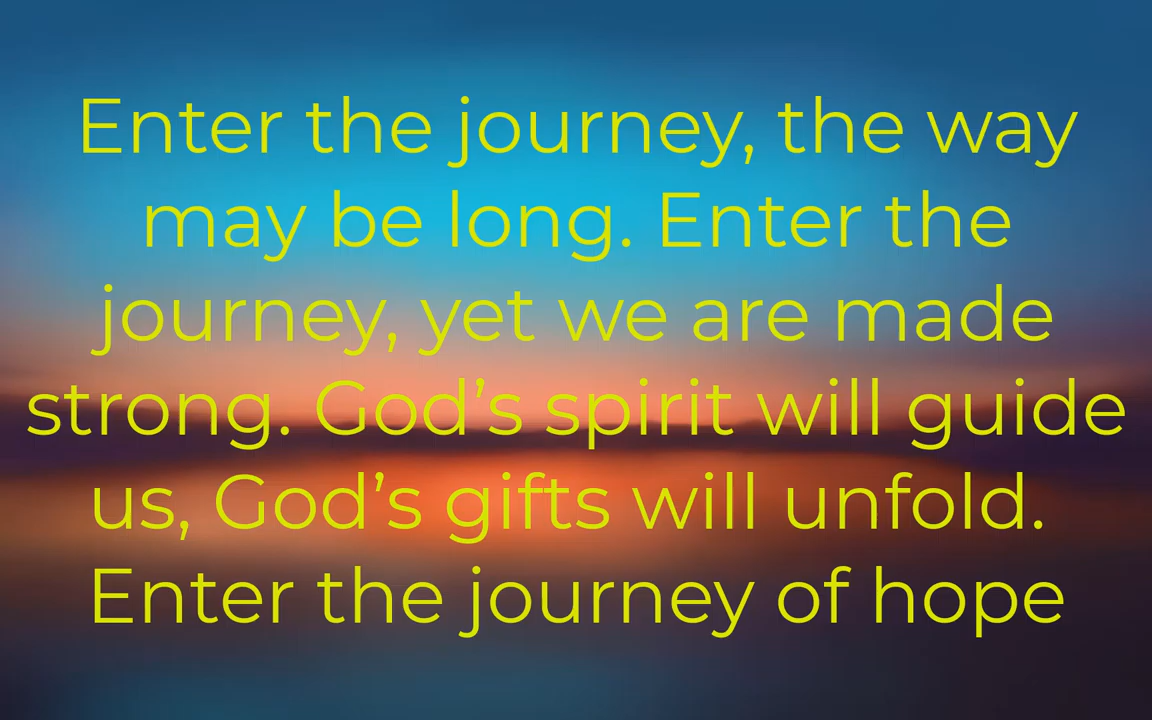 Enter the journey, the way
may be long. Enter the
journey, yet we are made
strong. God’s spirit will guide
us, God’s gifts will unfold.
Enter the journey of hope